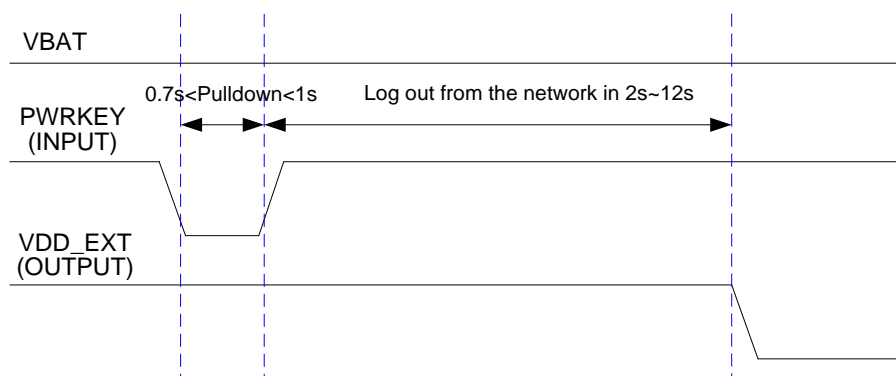 VBAT
0.7s<Pulldown<1s
Log out from the network in 2s~12s
PWRKEY
(INPUT)
VDD_EXT
(OUTPUT)